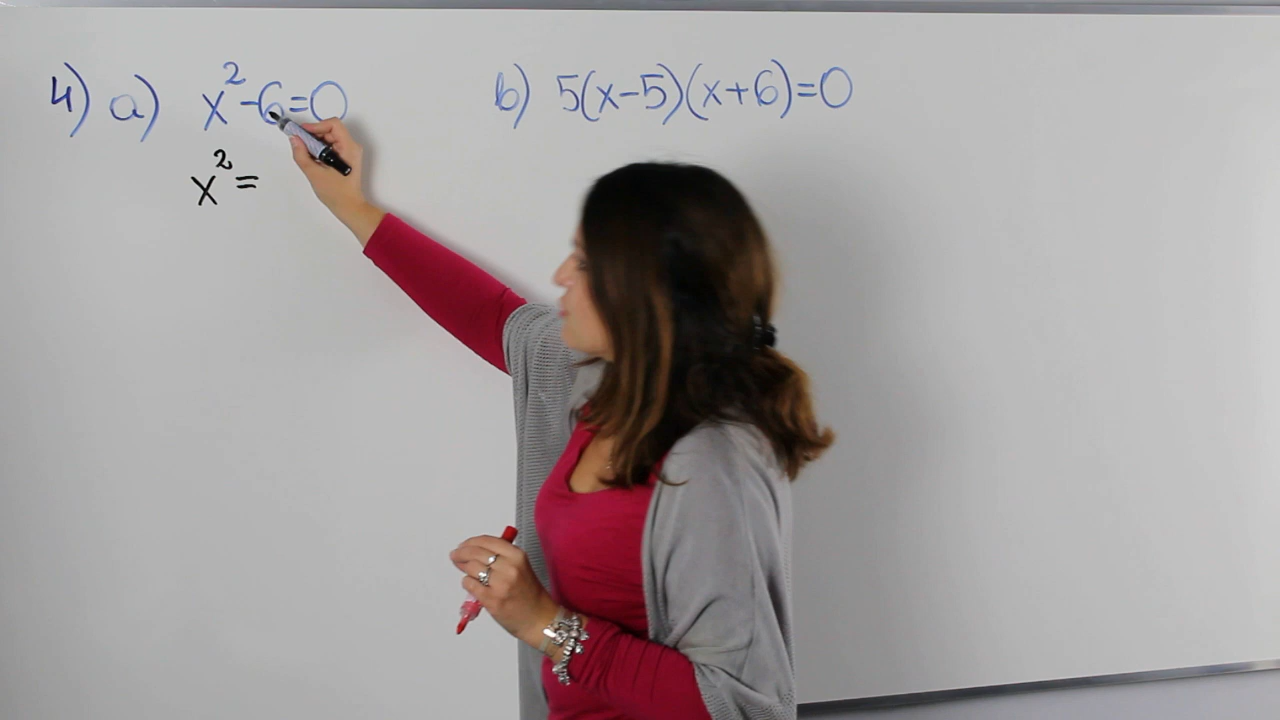 4) a) x²-6=0
b) 5(x-5)(x+6)=0
x²=